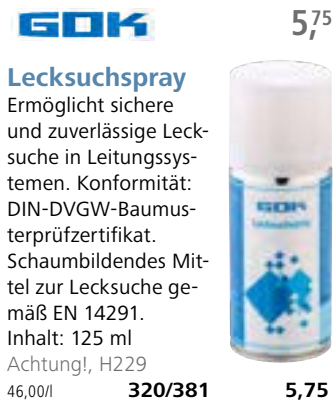 GOK
5,75
Lecksuchspray
Ermöglicht sichere
und zuverlässige Leck-
suche in Leitungssys-
temen. Konformität:
DIN-DVGW-Baumus-
terprüfzertifikat.
Schaumbildendes Mit-
tel zur Lecksuche ge-
mäß EN 14291.
Inhalt: 125 ml
Achtung!, H229
46,00/l 320/381 5,75
GOK
Lecksuchspray